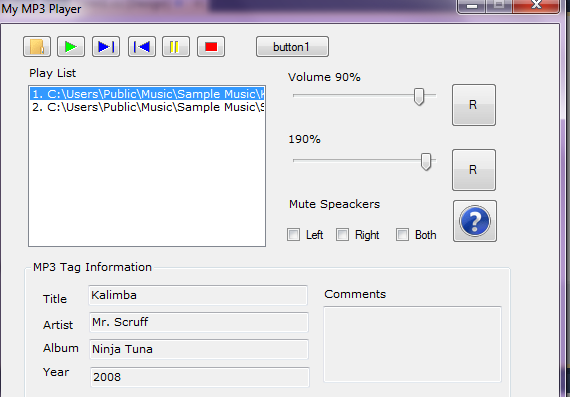 My MP3 Player
button1
Play List
Volume 90%
1. C:\Users\Public\Music\Sample Music\
2. C:\Users\Public\Music\Sample Music\S
R
190%
R
Mute Speackers
Left Right Both
?
MP3 Tag Information
Title Kalimba
Comments
Artist Mr. Scruff
Album Ninja Tuna
Year 2008